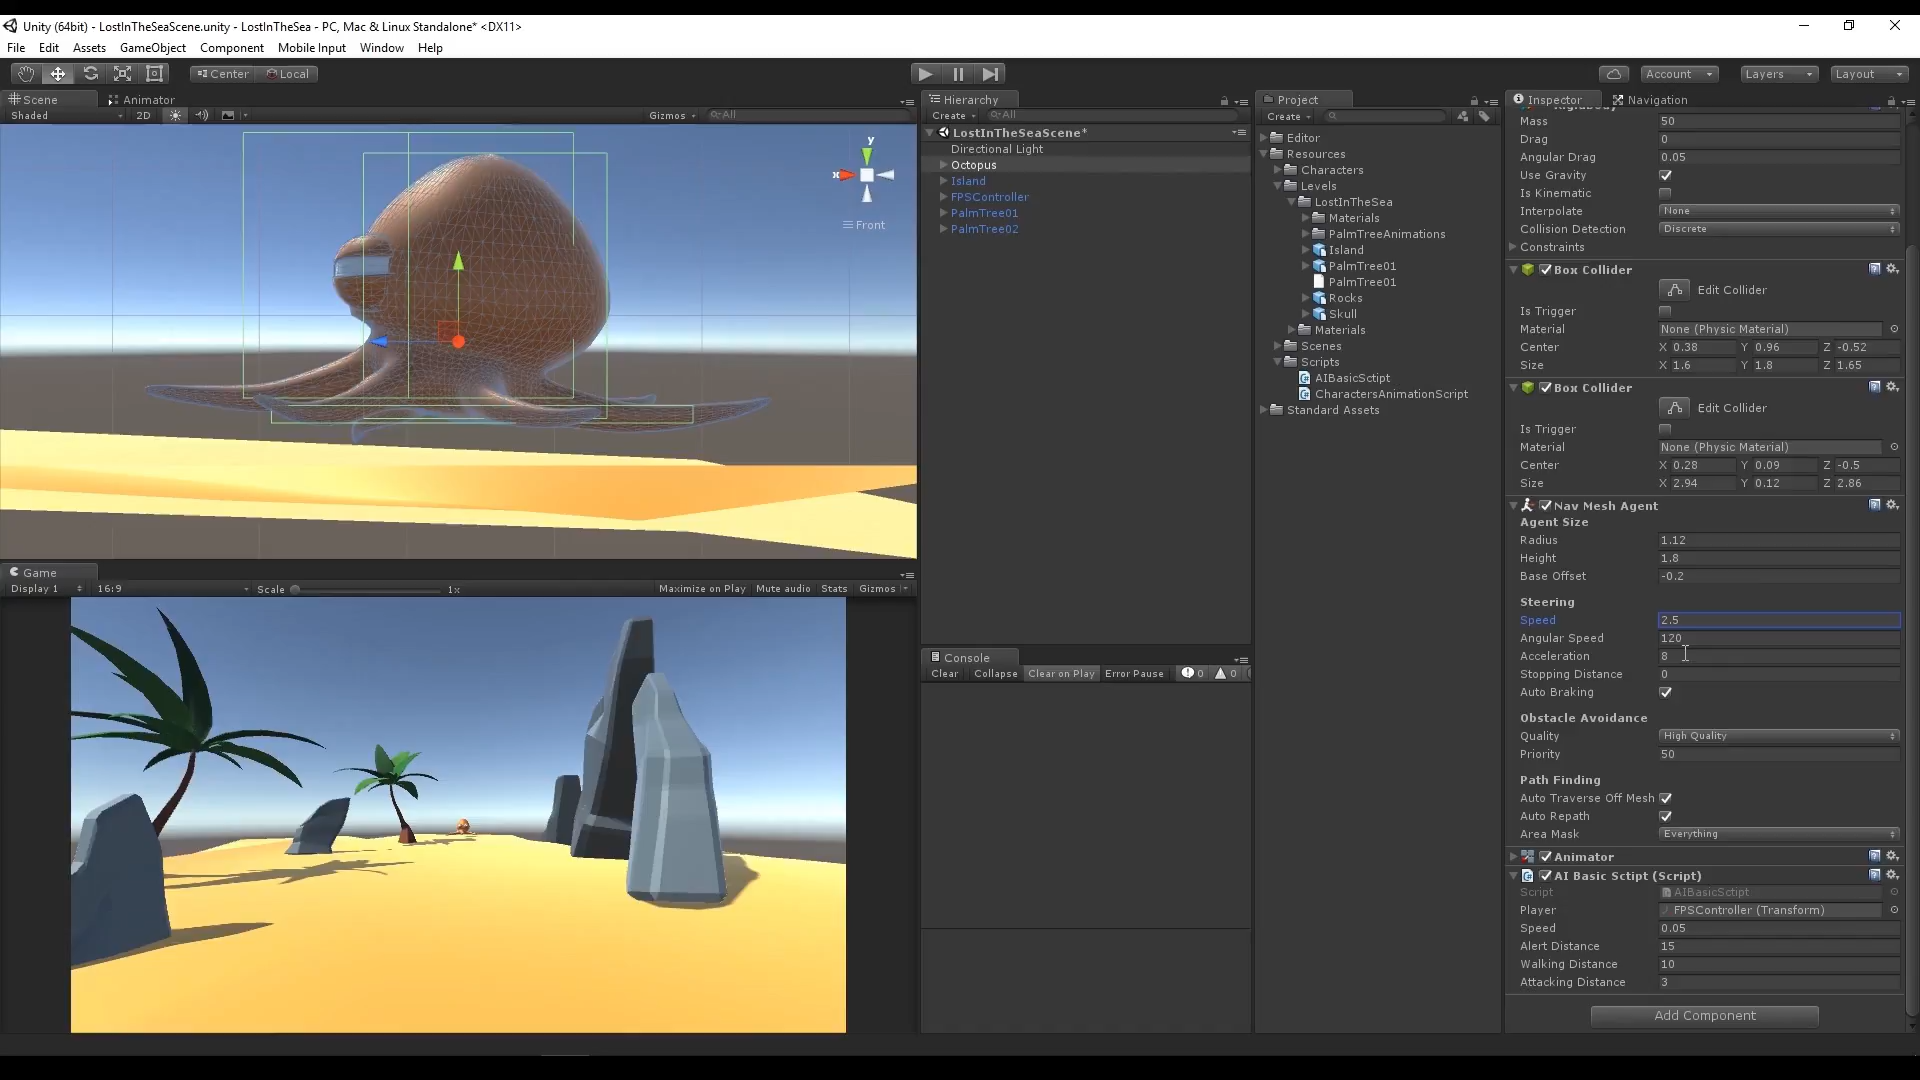 Unity (64bit) - LostInTheSeaScene.unity - LostInTheSea - PC, Mac & Linux Standalone* <DX11>
File Edit Assets GameObject Component Mobile Input Window Help
Center Local
Account Layers Layout
Scene Animator
Shaded 2D Gizmos All
y
x
Front
Game
Display 1 16:9 Scale 1x Maximize on Play Mute audio Stats Gizmos
Hierarchy
Create All
LostInTheSeaScene*
Directional Light
Octopus
Island
FPSController
PalmTree01
PalmTree02
Console
Clear Collapse Clear on Play Error Pause 0 0
Project
Create
Editor
Resources
Characters
Levels
LostInTheSea
Materials
PalmTreeAnimations
Island
PalmTree01
PalmTree01
Rocks
Skull
Materials
Scenes
Scripts
AIBasicSctipt
CharactersAnimationScript
Standard Assets
Inspector Navigation
Mass 50
Drag 0
Angular Drag 0.05
Use Gravity
Is Kinematic
Interpolate None
Collision Detection Discrete
Constraints
Box Collider
Edit Collider
Is Trigger
Material None (Physic Material)
Center X 0.38 Y 0.96 Z -0.52
Size X 1.6 Y 1.8 Z 1.65
Box Collider
Edit Collider
Is Trigger
Material None (Physic Material)
Center X 0.28 Y 0.09 Z -0.5
Size X 2.94 Y 0.12 Z 2.86
Nav Mesh Agent
Agent Size
Radius 1.12
Height 1.8
Base Offset -0.2
Steering
Speed 2.5
Angular Speed 120
Acceleration 8
Stopping Distance 0
Auto Braking
Obstacle Avoidance
Quality High Quality
Priority 50
Path Finding
Auto Traverse Off Mesh
Auto Repath
Area Mask Everything
Animator
AI Basic Sctipt (Script)
Script AIBasicSctipt
Player FPSController (Transform)
Speed 0.05
Alert Distance 15
Walking Distance 10
Attacking Distance 3
Add Component